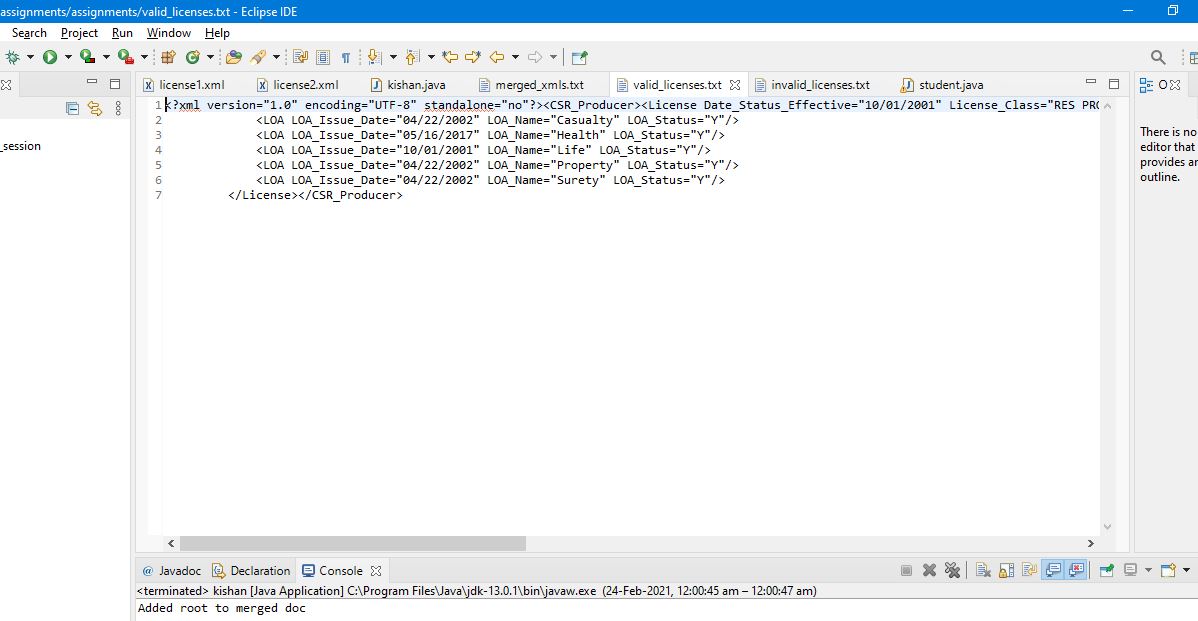 assignments/assignments/valid_licenses.txt - Eclipse IDE
Search Project Run Window Help
license1.xml license2.xml kishan.java merged_xmls.txt valid_licenses.txt invalid_licenses.txt student.java O
1 <?xml version="1.0" encoding="UTF-8" standalone="no"?><CSR_Producer><License Date_Status_Effective="10/01/2001" License_Class="RES PRO
2 <LOA LOA_Issue_Date="04/22/2002" LOA_Name="Casualty" LOA_Status="Y"/>
3 <LOA LOA_Issue_Date="05/16/2017" LOA_Name="Health" LOA_Status="Y"/>
4 <LOA LOA_Issue_Date="10/01/2001" LOA_Name="Life" LOA_Status="Y"/>
5 <LOA LOA_Issue_Date="04/22/2002" LOA_Name="Property" LOA_Status="Y"/>
6 <LOA LOA_Issue_Date="04/22/2002" LOA_Name="Surety" LOA_Status="Y"/>
7 </License></CSR_Producer>
_session
There is no
editor that
provides an
outline.
@ Javadoc Declaration Console
<terminated> kishan [Java Application] C:\Program Files\Java\jdk-13.0.1\bin\javaw.exe (24-Feb-2021, 12:00:45 am – 12:00:47 am)
Added root to merged doc